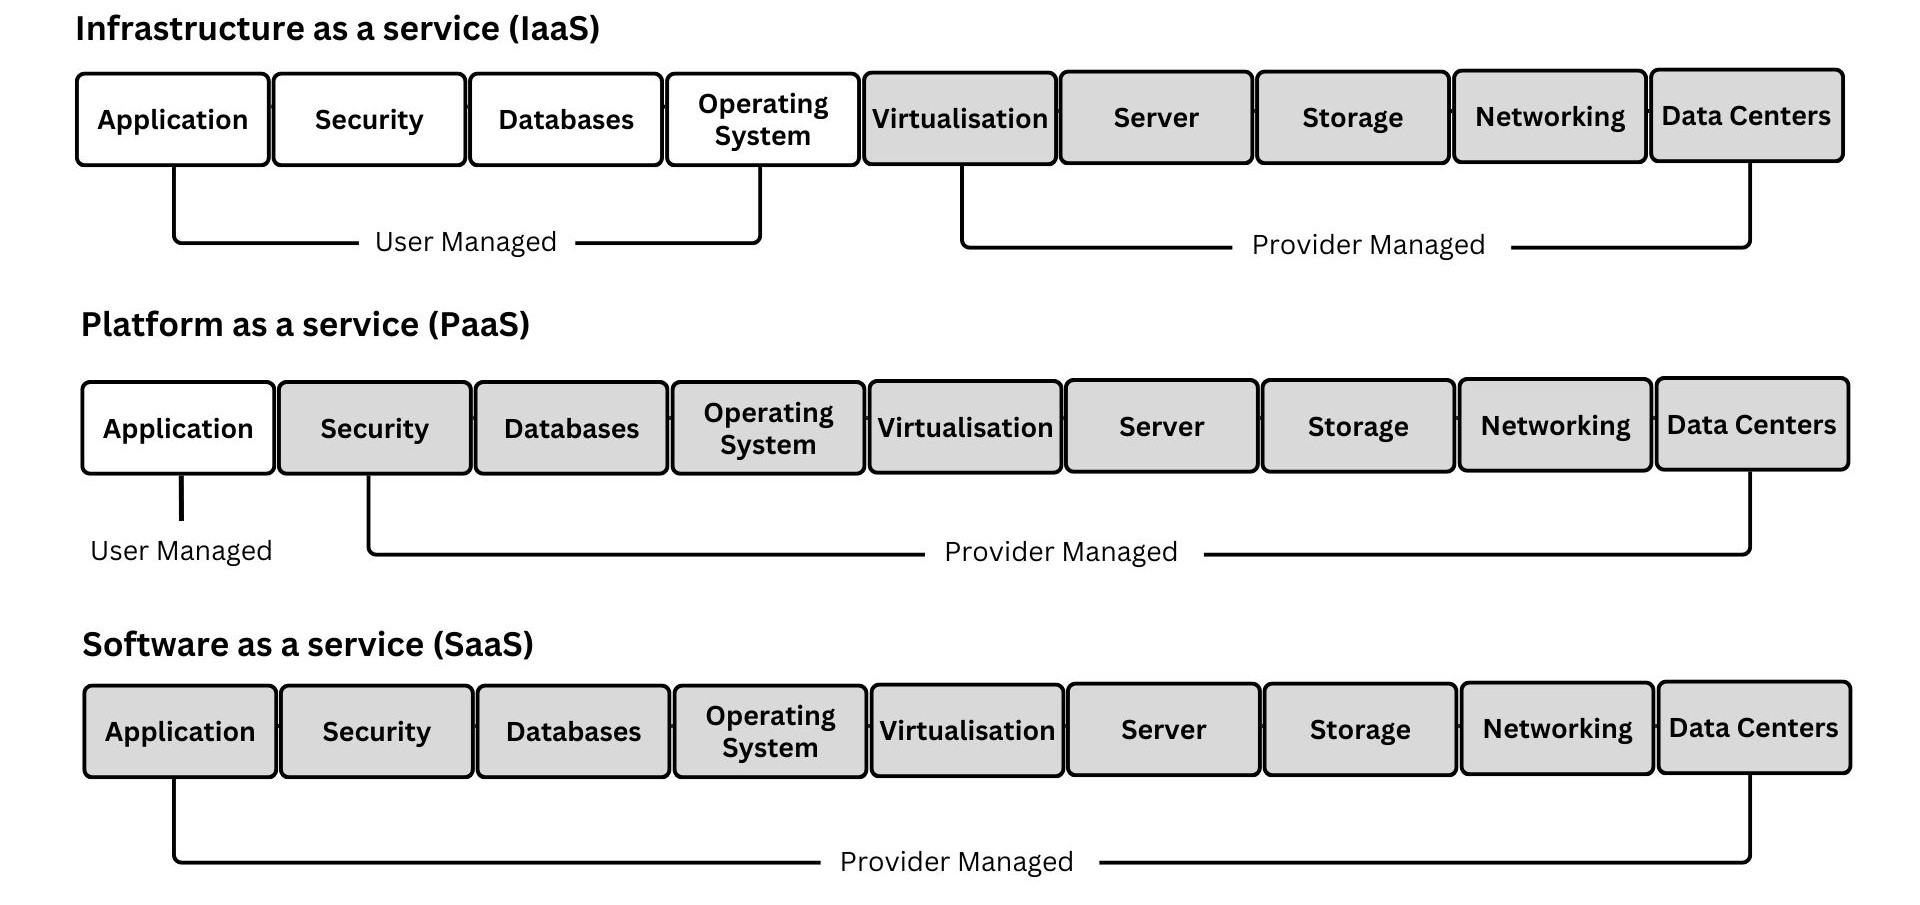 Infrastructure as a service (IaaS)
Application
Security
Databases
Operating
System
Virtualisation
Server
Storage
Networking
Data Centers
User Managed
Provider Managed
Platform as a service (PaaS)
Application
Security
Databases
Operating
System
Virtualisation
Server
Storage
Networking
Data Centers
User Managed
Provider Managed
Software as a service (SaaS)
Application
Security
Databases
Operating
System
Virtualisation
Server
Storage
Networking
Data Centers
Provider Managed